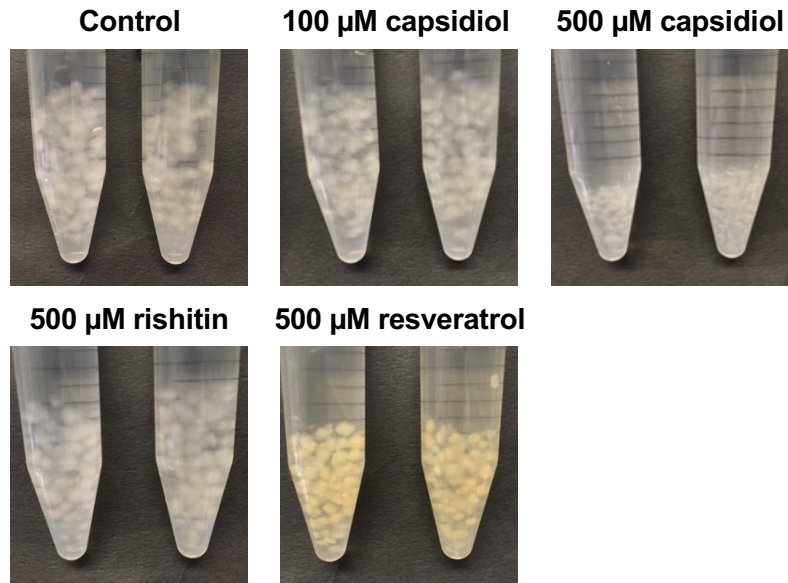 Control
100 µM capsidiol
500 µM capsidiol
500 µM rishitin
500 µM resveratrol